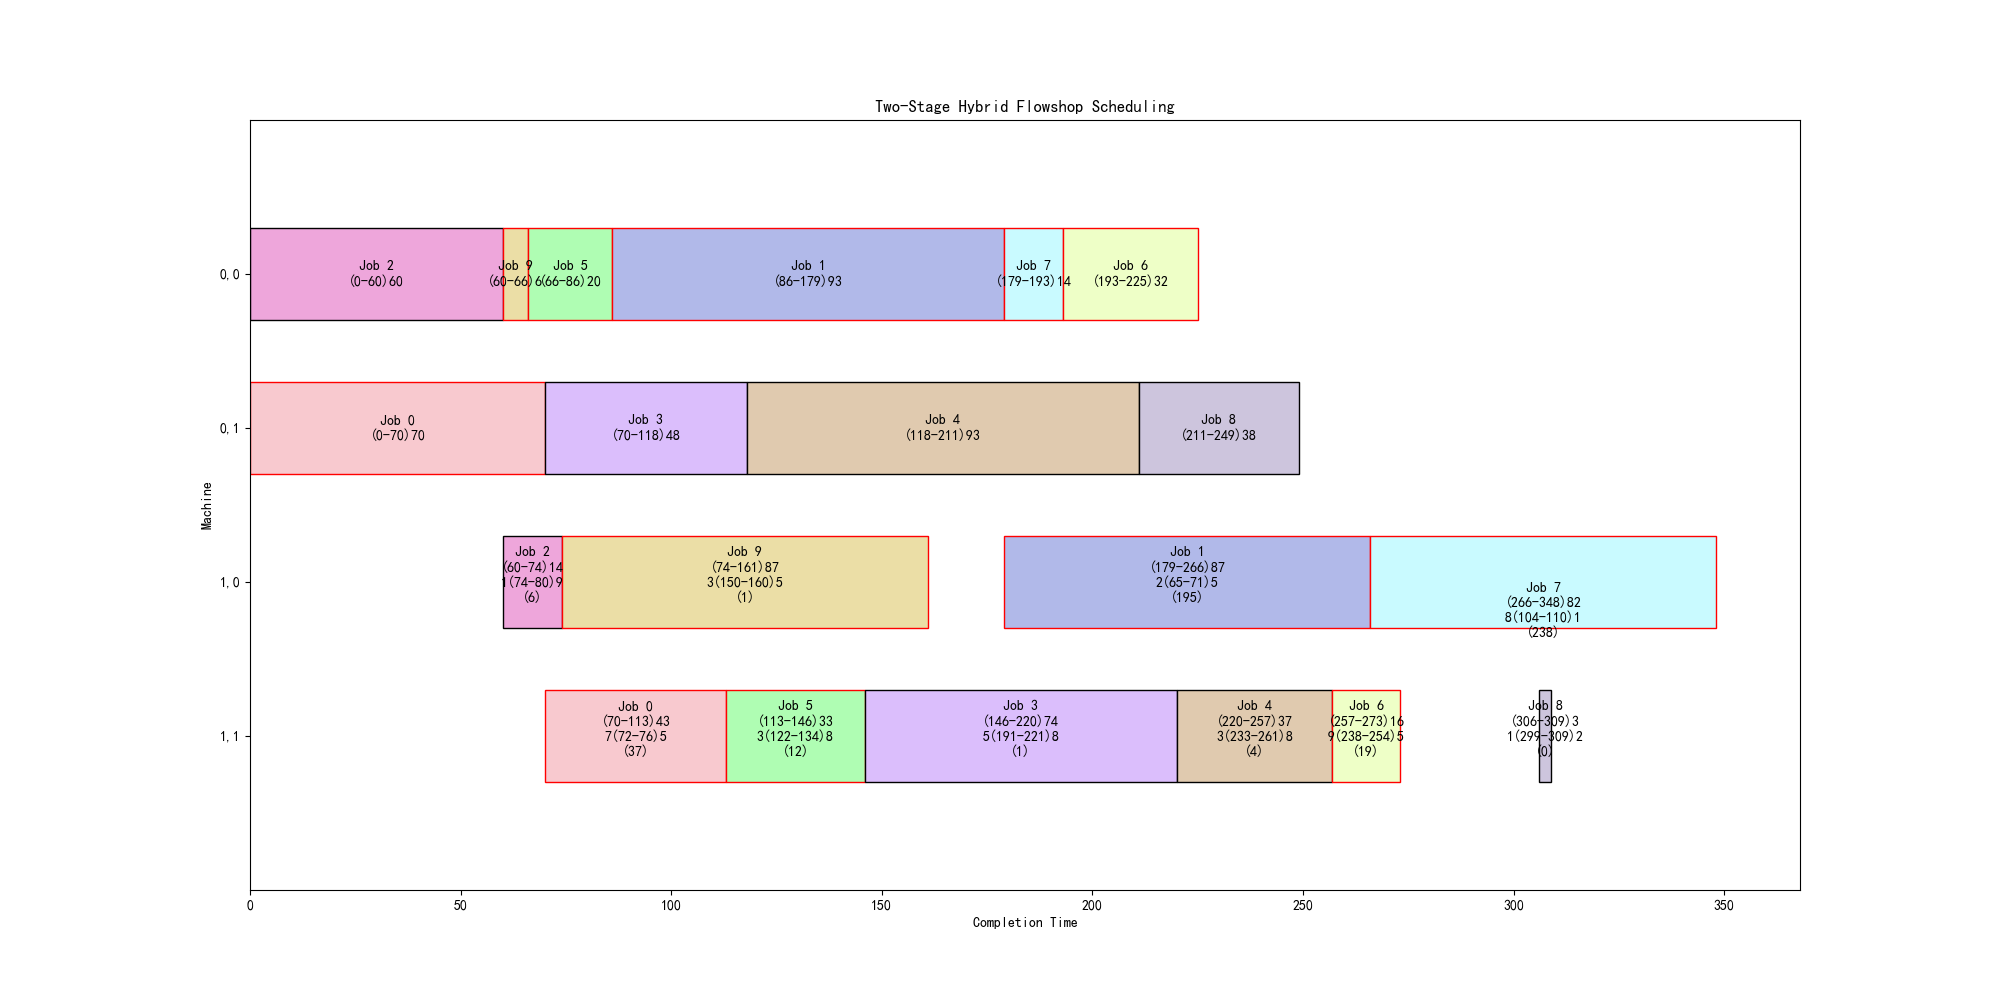 Two-Stage Hybrid Flowshop Scheduling
Machine
0,0
Job 2
(0-60)60
Job 9
(60-66)6
Job 5
(66-86)20
Job 1
(86-179)93
Job 7
(179-193)14
Job 6
(193-225)32
0,1
Job 0
(0-70)70
Job 3
(70-118)48
Job 4
(118-211)93
Job 8
(211-249)38
1,0
Job 2
(60-74)14
1(74-80)9
(6)
Job 9
(74-161)87
3(150-160)5
(1)
Job 1
(179-266)87
2(65-71)5
(195)
Job 7
(266-348)82
8(104-110)1
(238)
1,1
Job 0
(70-113)43
7(72-76)5
(37)
Job 5
(113-146)33
3(122-134)8
(12)
Job 3
(146-220)74
5(191-221)8
(1)
Job 4
(220-257)37
3(233-261)8
(4)
Job 6
(257-273)16
9(238-254)5
(19)
Job 8
(306-309)3
1(299-309)2
(0)
0 50 100 150 200 250 300 350
Completion Time